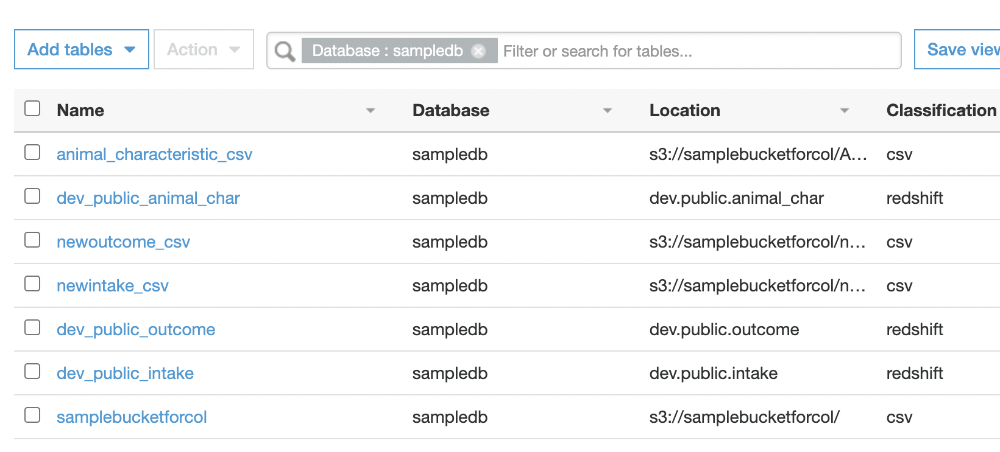 Add tables Action Database : sampledb Filter or search for tables... Save view
Name Database Location Classification
animal_characteristic_csv sampledb s3://samplebucketforcol/A... csv
dev_public_animal_char sampledb dev.public.animal_char redshift
newoutcome_csv sampledb s3://samplebucketforcol/n... csv
newintake_csv sampledb s3://samplebucketforcol/n... csv
dev_public_outcome sampledb dev.public.outcome redshift
dev_public_intake sampledb dev.public.intake redshift
samplebucketforcol sampledb s3://samplebucketforcol/ csv